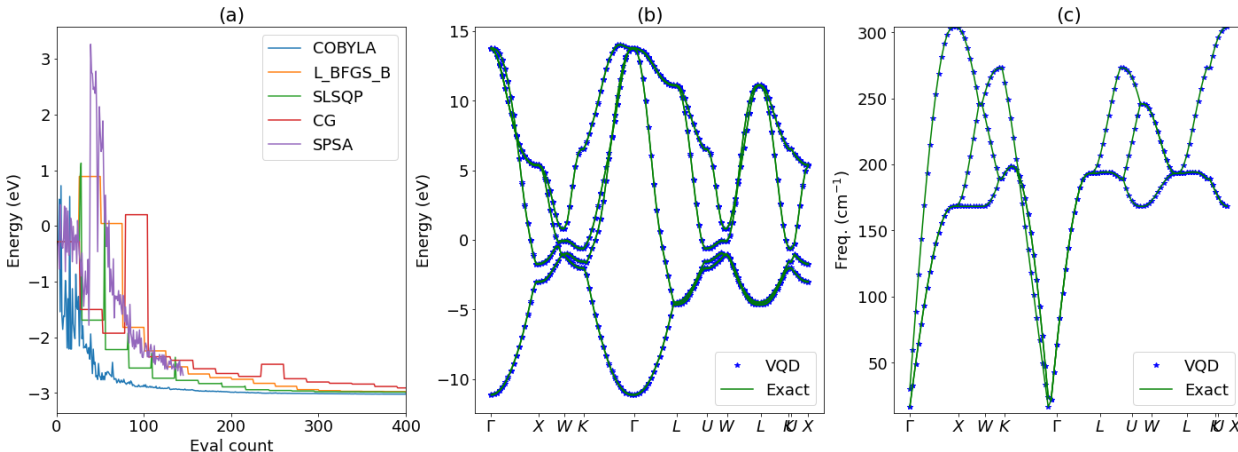 (a)
Energy (eV)
3
2
1
0
−1
−2
−3
0
100
200
300
400
Eval count
COBYLA
L_BFGS_B
SLSQP
CG
SPSA
(b)
Energy (eV)
15
10
5
0
−5
−10
Γ X W K Γ L U W L K U X
VQD
Exact
(c)
Freq. (cm⁻¹)
300
250
200
150
100
50
Γ X W K Γ L U W L K U X
VQD
Exact